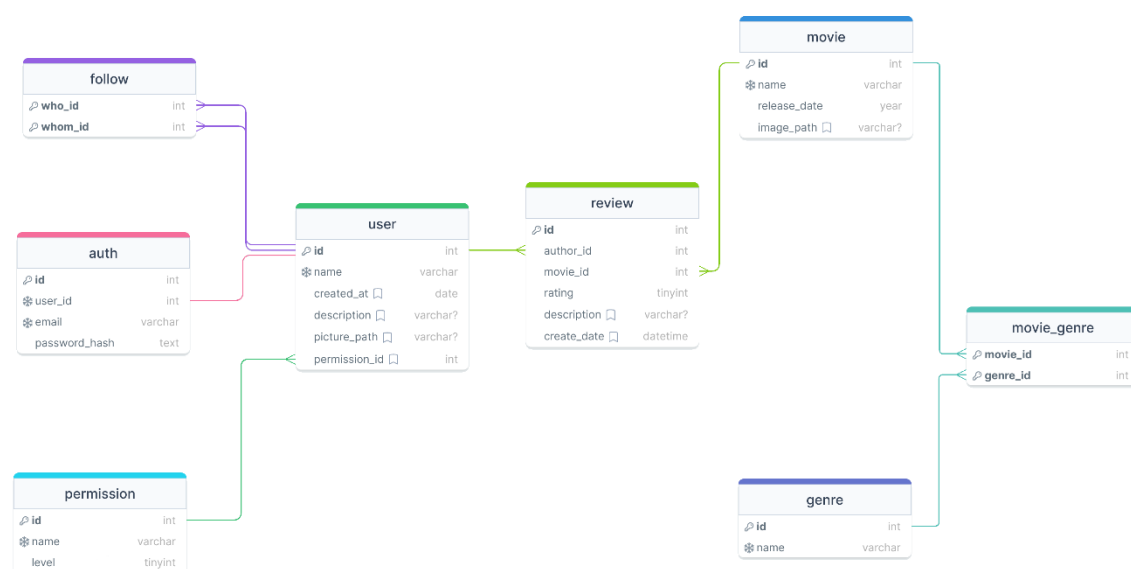 follow
who_id int
whom_id int
auth
id int
user_id int
email varchar
password_hash text
permission
id int
name varchar
level tinyint
user
id int
name varchar
created_at date
description varchar?
picture_path varchar?
permission_id int
review
id int
author_id int
movie_id int
rating tinyint
description varchar?
create_date datetime
movie
id int
name varchar
release_date year
image_path varchar?
genre
id int
name varchar
movie_genre
movie_id int
genre_id int